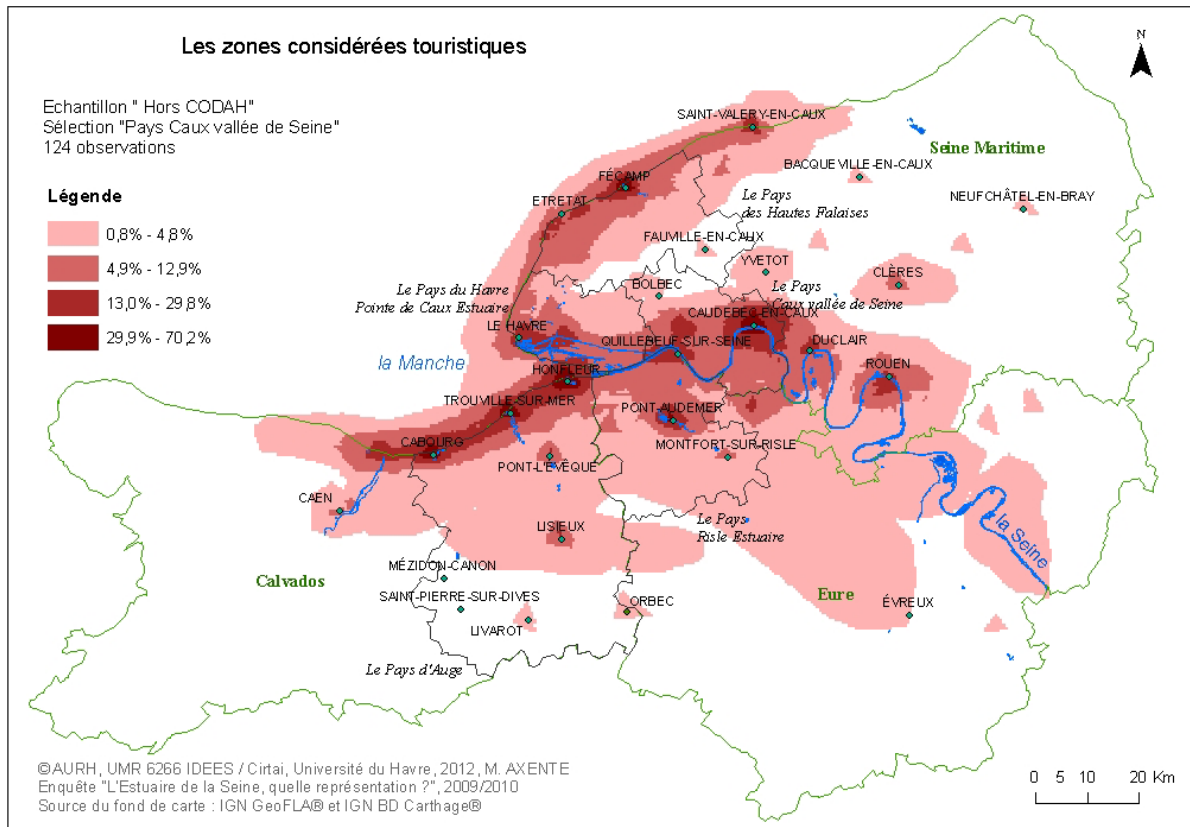 Les zones considérées touristiques
N
Echantillon " Hors CODAH"
Sélection "Pays Caux vallée de Seine"
124 observations
Légende
0,8% - 4,8%
4,9% - 12,9%
13,0% - 29,8%
29,9% - 70,2%
SAINT-VALERY-EN-CAUX
Seine Maritime
BACQUEVILLE-EN-CAUX
FÉCAMP
NEUFCHÂTEL-EN-BRAY
ETRETAT
Le Pays
des Hautes Falaises
FAUVILLE-EN-CAUX
YVETOT
CLÈRES
BOLBEC
Le Pays du Havre
Pointe de Caux Estuaire
Le Pays
Caux vallée de Seine
CAUDEBEC-EN-CAUX
LE HAVRE
QUILLEBEUF-SUR-SEINE
DUCLAIR
la Manche
HONFLEUR
ROUEN
TROUVILLE-SUR-MER
PONT-AUDEMER
CABOURG
MONTFORT-SUR-RISLE
PONT-L'ÉVÈQUE
CAEN
LISIEUX
Le Pays
Risle Estuaire
la Seine
MÉZIDON-CANON
Calvados
SAINT-PIERRE-SUR-DIVES
ORBEC
Eure
ÉVREUX
LIVAROT
Le Pays d'Auge
©AURH, UMR 6266 IDEES / Cirtai, Université du Havre, 2012, M. AXENTE
Enquête "L'Estuaire de la Seine, quelle représentation ?", 2009/2010
Source du fond de carte : IGN GeoFLA® et IGN BD Carthage®
0 5 10 20 Km